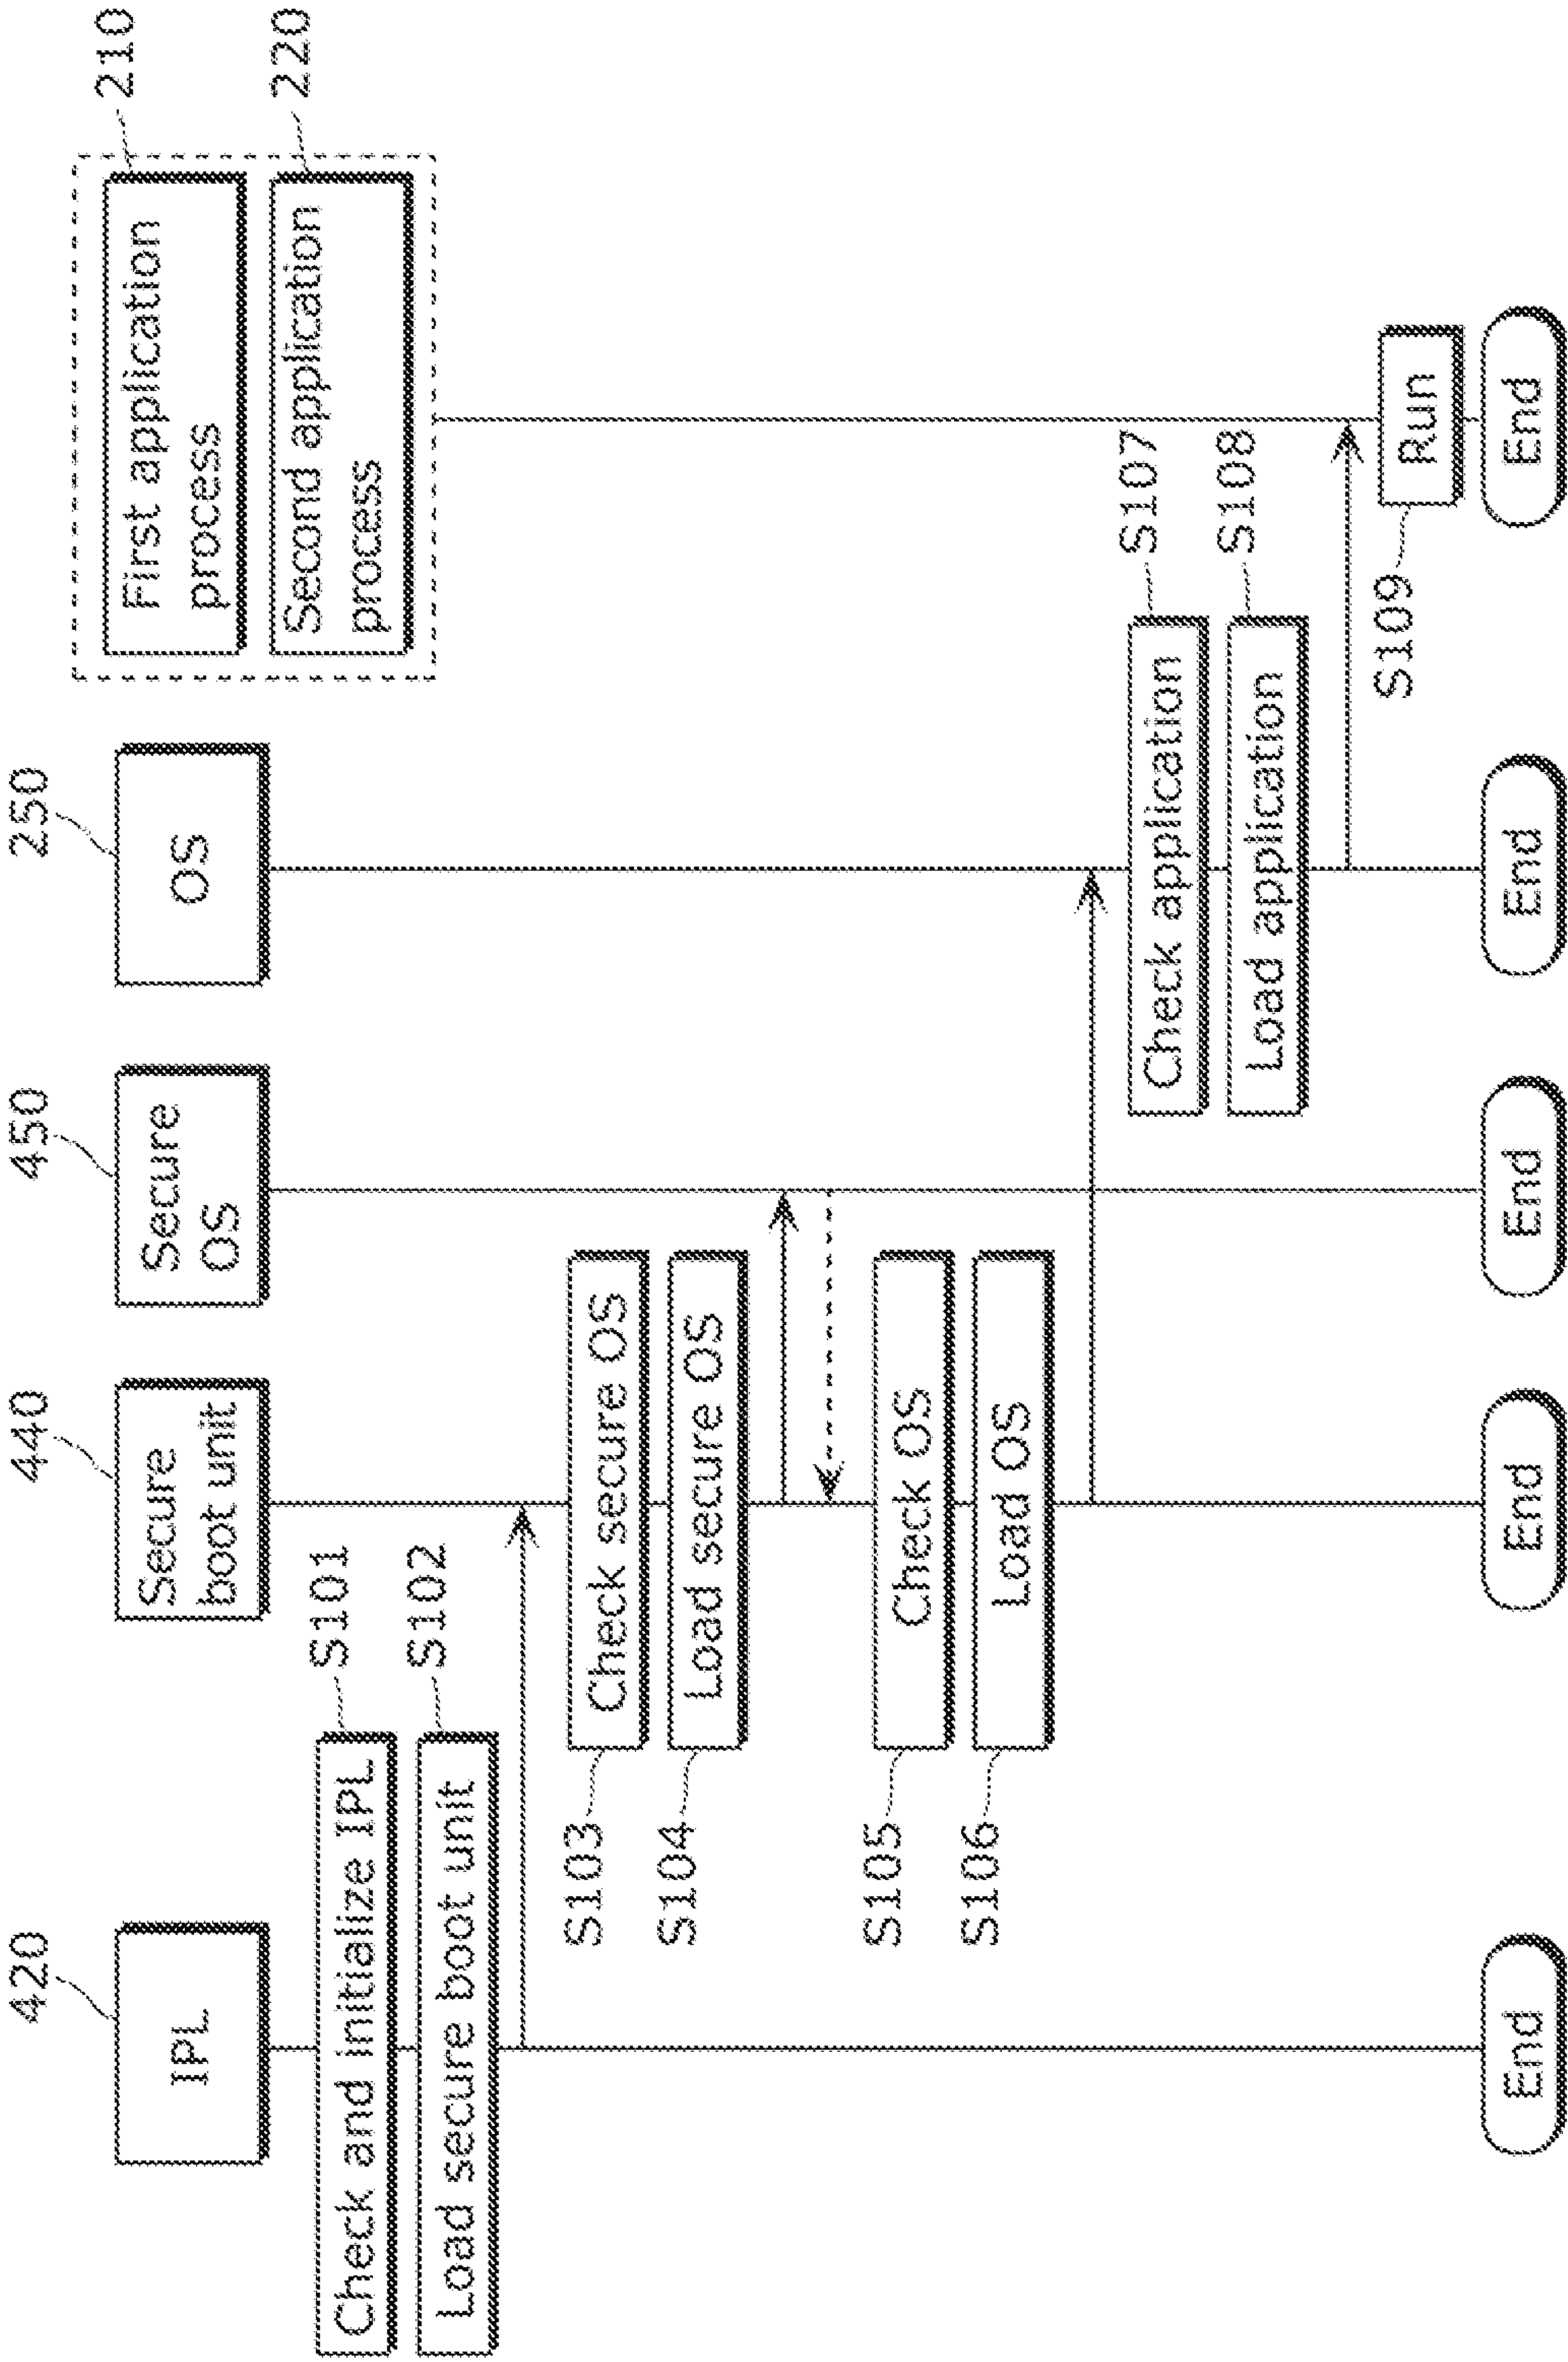 420
IPL
440
Secure
boot unit
450
Secure
OS
250
OS
First application
process
210
Second application
process
220
Check and initialize IPL
S101
Load secure boot unit
S102
S103
Check secure OS
S104
Load secure OS
S105
Check OS
S106
Load OS
Check application
S107
Load application
S108
S109
Run
End
End
End
End
End